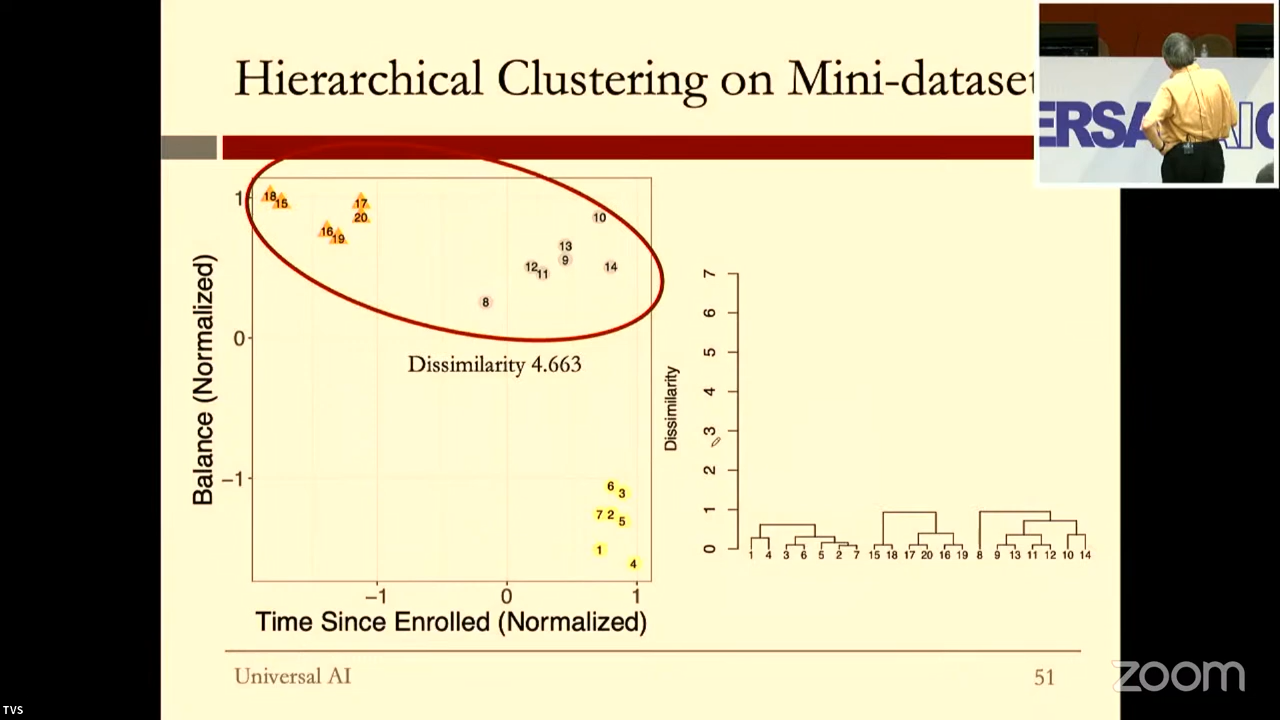 Hierarchical Clustering on Mini-dataset
ERSA AI
18 15 17 20 16 19
10 13 9 12 11 14 8
6 3 7 2 5 1 4
1
0
−1
Balance (Normalized)
Dissimilarity 4.663
−1 0 1
Time Since Enrolled (Normalized)
Dissimilarity
7
6
5
4
3
2
1
0
1 4 3 6 5 2 7 15 18 17 20 16 19 8 9 13 11 12 10 14
Universal AI
51
zoom
TVS